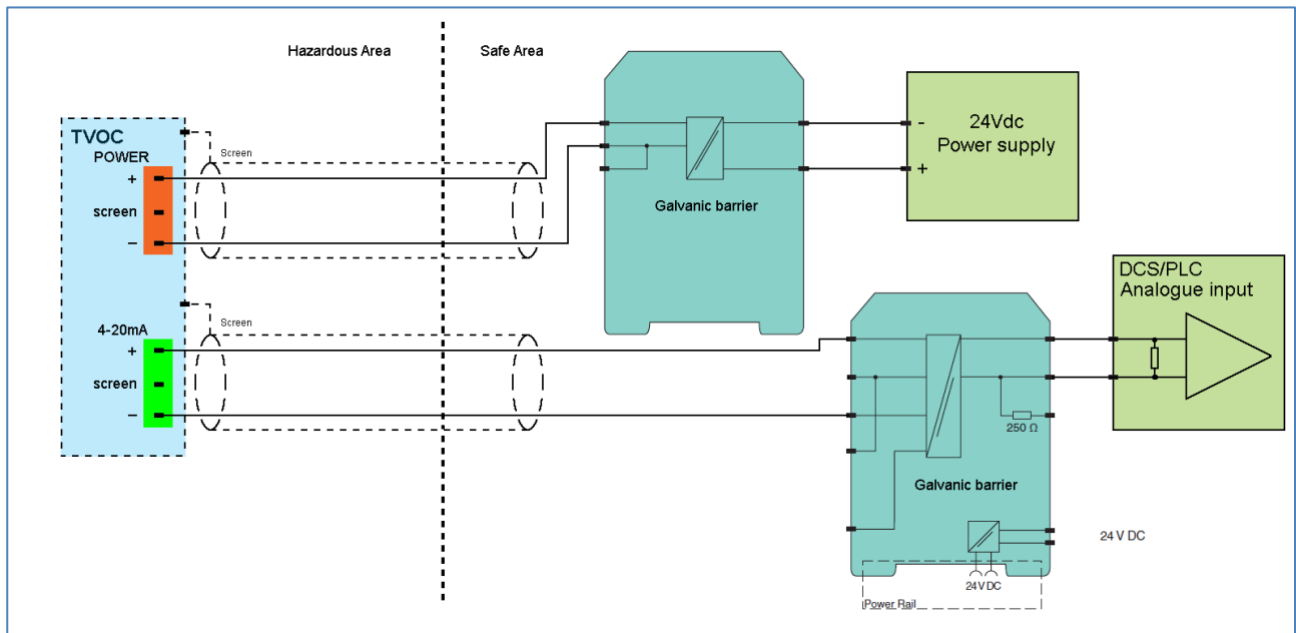 Hazardous Area
Safe Area
TVOC
POWER
+
screen
−
Screen
4-20mA
+
screen
−
Screen
Galvanic barrier
-
+
24Vdc
Power supply
DCS/PLC
Analogue input
250 Ω
Galvanic barrier
24 V DC
24V DC
Power Rail